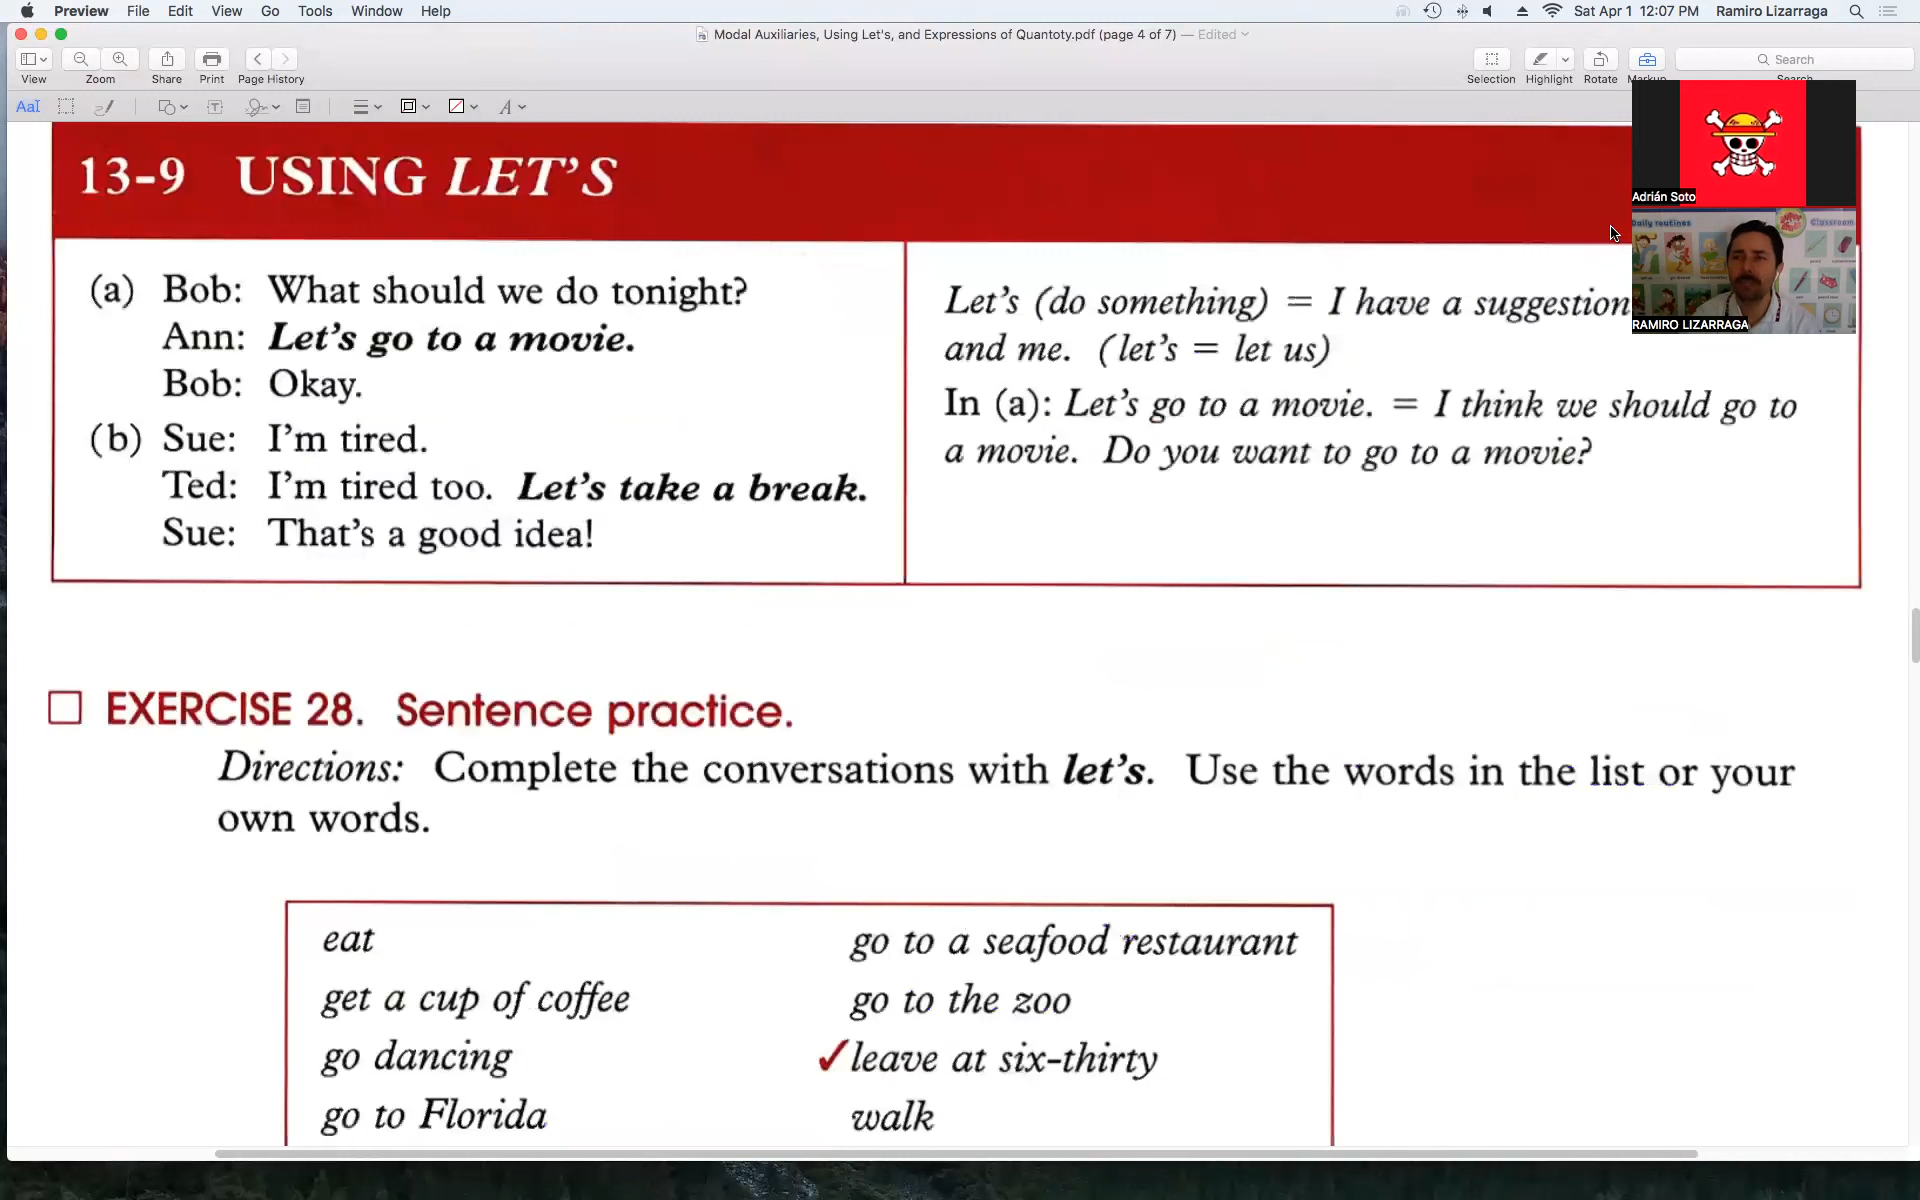 Preview File Edit View Go Tools Window Help
Sat Apr 1 12:07 PM Ramiro Lizarraga
Modal Auxiliaries, Using Let's, and Expressions of Quantoty.pdf (page 4 of 7) — Edited
View Zoom Share Print Page History
Selection Highlight Rotate Markup Search
Search
AaI
Adrián Soto
Daily routines
Classroom
RAMIRO LIZARRAGA
13-9 USING LET'S
(a) Bob: What should we do tonight?
Ann: Let's go to a movie.
Bob: Okay.
(b) Sue: I'm tired.
Ted: I'm tired too. Let's take a break.
Sue: That's a good idea!
Let's (do something) = I have a suggestion
and me. (let's = let us)
In (a): Let's go to a movie. = I think we should go to
a movie. Do you want to go to a movie?
EXERCISE 28. Sentence practice.
Directions: Complete the conversations with let's. Use the words in the list or your
own words.
eat
get a cup of coffee
go dancing
go to Florida
go to a seafood restaurant
go to the zoo
✓leave at six-thirty
walk